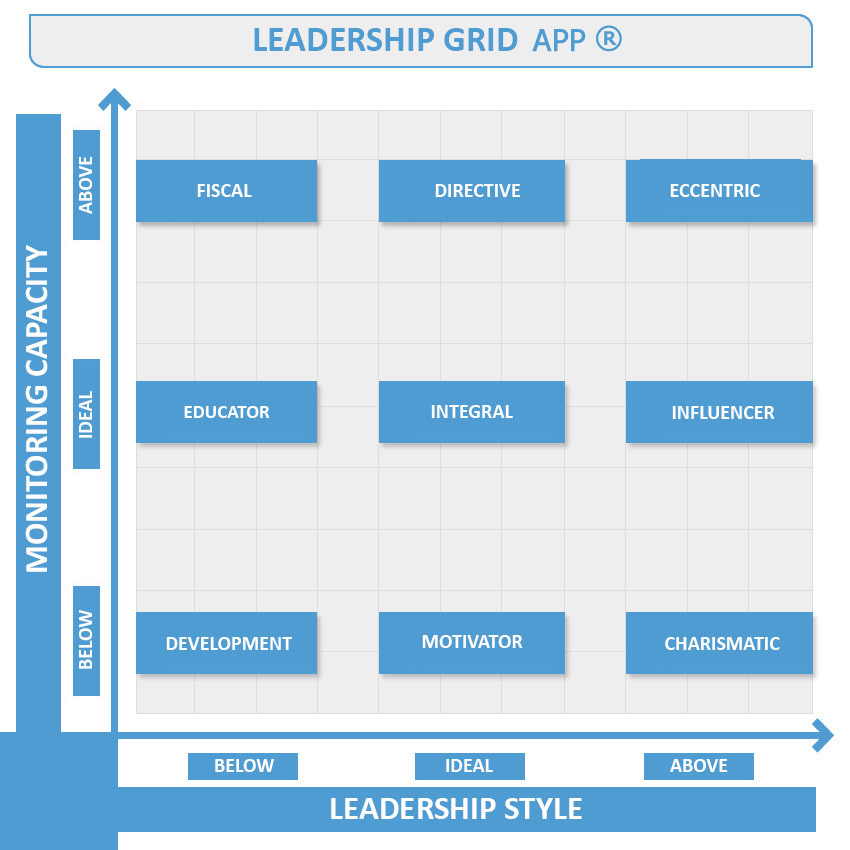 LEADERSHIP GRID APP ®
MONITORING CAPACITY
ABOVE
FISCAL
DIRECTIVE
ECCENTRIC
IDEAL
EDUCATOR
INTEGRAL
INFLUENCER
BELOW
DEVELOPMENT
MOTIVATOR
CHARISMATIC
BELOW
IDEAL
ABOVE
LEADERSHIP STYLE